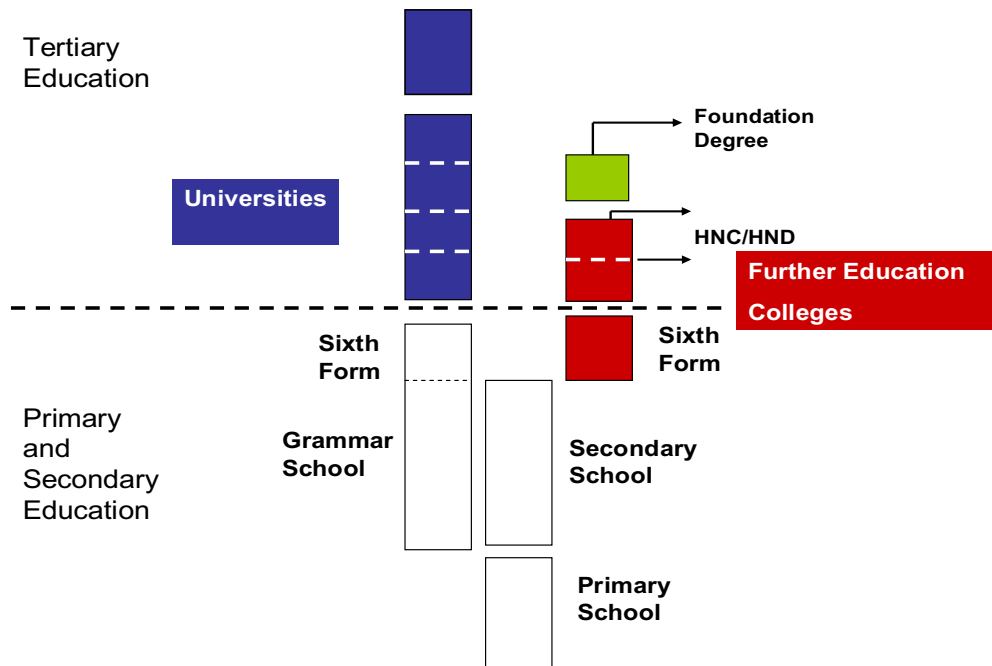 Tertiary
Education
Foundation
Degree
Universities
HNC/HND
Further Education
Colleges
Sixth
Form
Sixth
Form
Primary
and
Secondary
Education
Grammar
School
Secondary
School
Primary
School